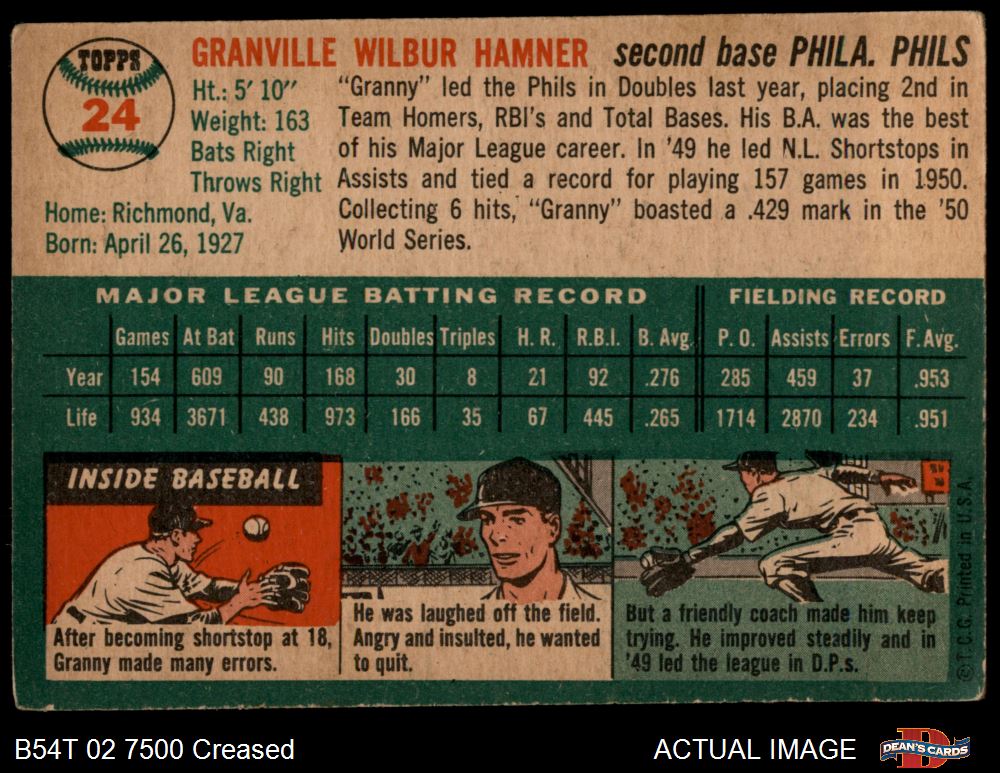 TOPPS
24
GRANVILLE WILBUR HAMNER second base PHILA. PHILS
Ht.: 5' 10"
Weight: 163
Bats Right
Throws Right
Home: Richmond, Va.
Born: April 26, 1927
"Granny" led the Phils in Doubles last year, placing 2nd in
Team Homers, RBI's and Total Bases. His B.A. was the best
of his Major League career. In '49 he led N.L. Shortstops in
Assists and tied a record for playing 157 games in 1950.
Collecting 6 hits, "Granny" boasted a .429 mark in the '50
World Series.
MAJOR LEAGUE BATTING RECORD FIELDING RECORD
Games At Bat Runs Hits Doubles Triples H. R. R.B.I. B. Avg. P. O. Assists Errors F. Avg.
Year 154 609 90 168 30 8 21 92 .276 285 459 37 .953
Life 934 3671 438 973 166 35 67 445 .265 1714 2870 234 .951
INSIDE BASEBALL
After becoming shortstop at 18,
Granny made many errors.
He was laughed off the field.
Angry and insulted, he wanted
to quit.
But a friendly coach made him keep
trying. He improved steadily and in
'49 led the league in D.P.s.
© T. C. G. Printed in U. S. A.
B54T 02 7500 Creased
ACTUAL IMAGE
D
DEAN'S CARDS